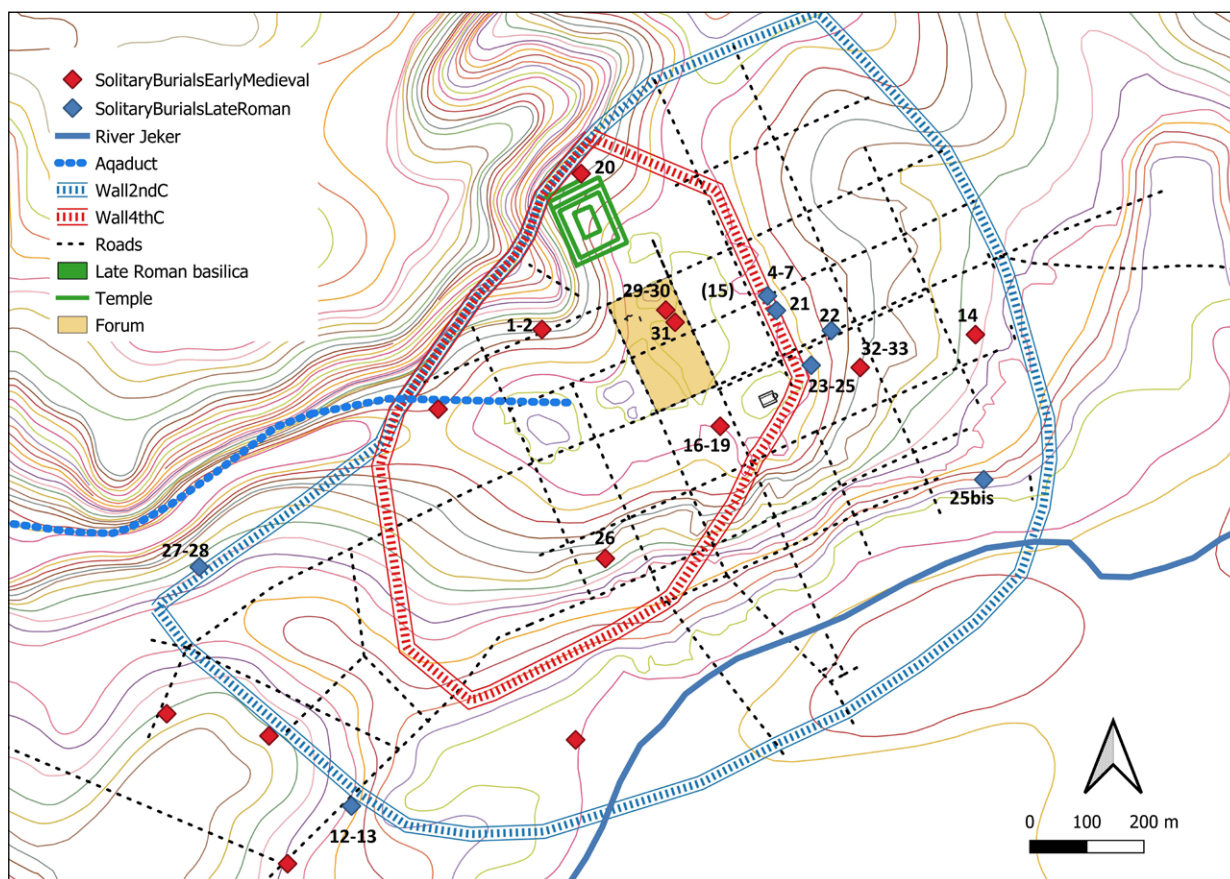 SolitaryBurialsEarlyMedieval
SolitaryBurialsLateRoman
River Jeker
Aqaduct
Wall2ndC
Wall4thC
Roads
Late Roman basilica
Temple
Forum
20
4-7
29-30
(15)
21
1-2
31
22
14
32-33
23-25
16-19
25bis
26
27-28
12-13
0 100 200 m